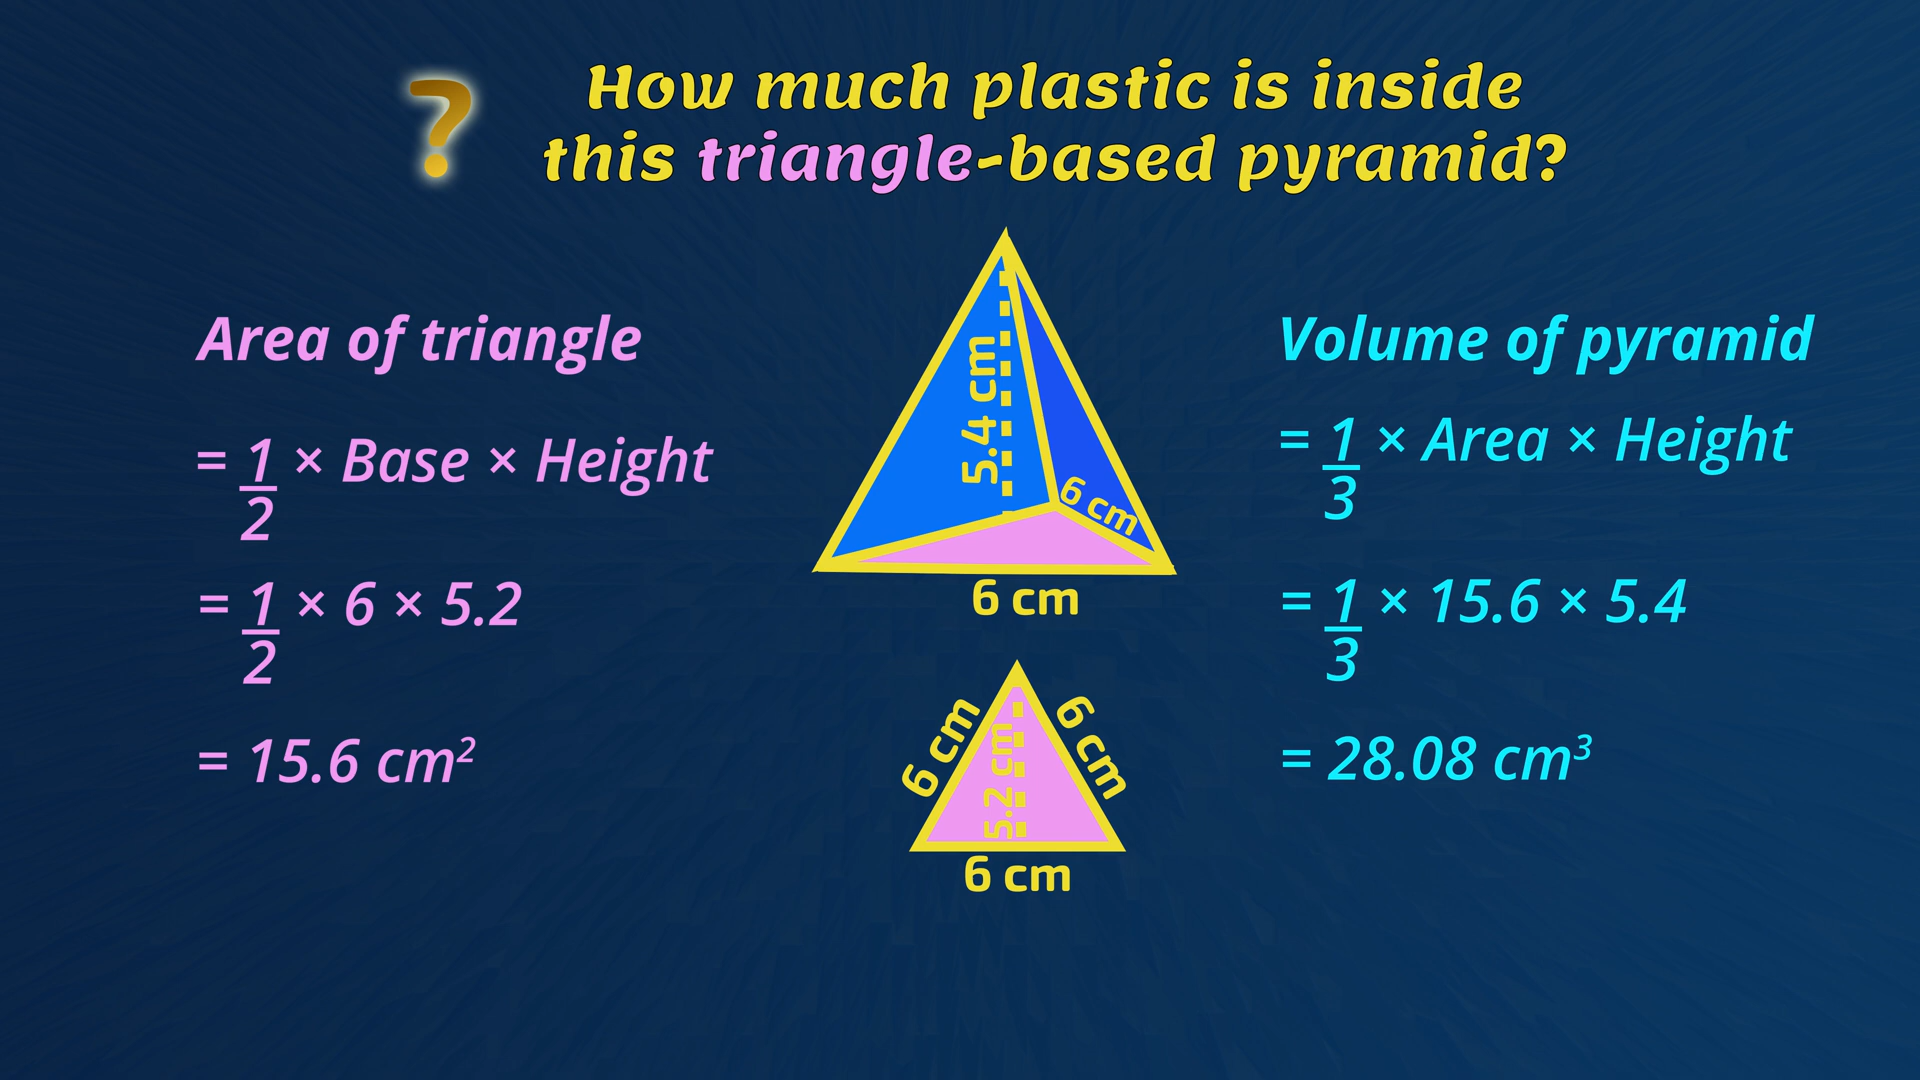 ?
How much plastic is inside
this triangle-based pyramid?
Area of triangle
= 1/2 × Base × Height
= 1/2 × 6 × 5.2
= 15.6 cm²
5.4 cm
6 cm
6 cm
6 cm
5.2 cm
6 cm
6 cm
Volume of pyramid
= 1/3 × Area × Height
= 1/3 × 15.6 × 5.4
= 28.08 cm³